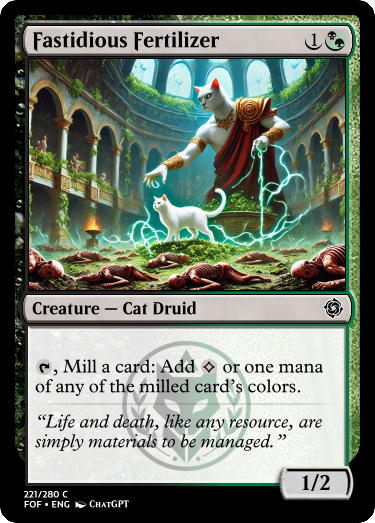 Fastidious Fertilizer 1
Creature — Cat Druid
, Mill a card: Add or one mana
of any of the milled card's colors.
“Life and death, like any resource, are
simply materials to be managed.”
1/2
221/280 C
FOF • ENG ChatGPT